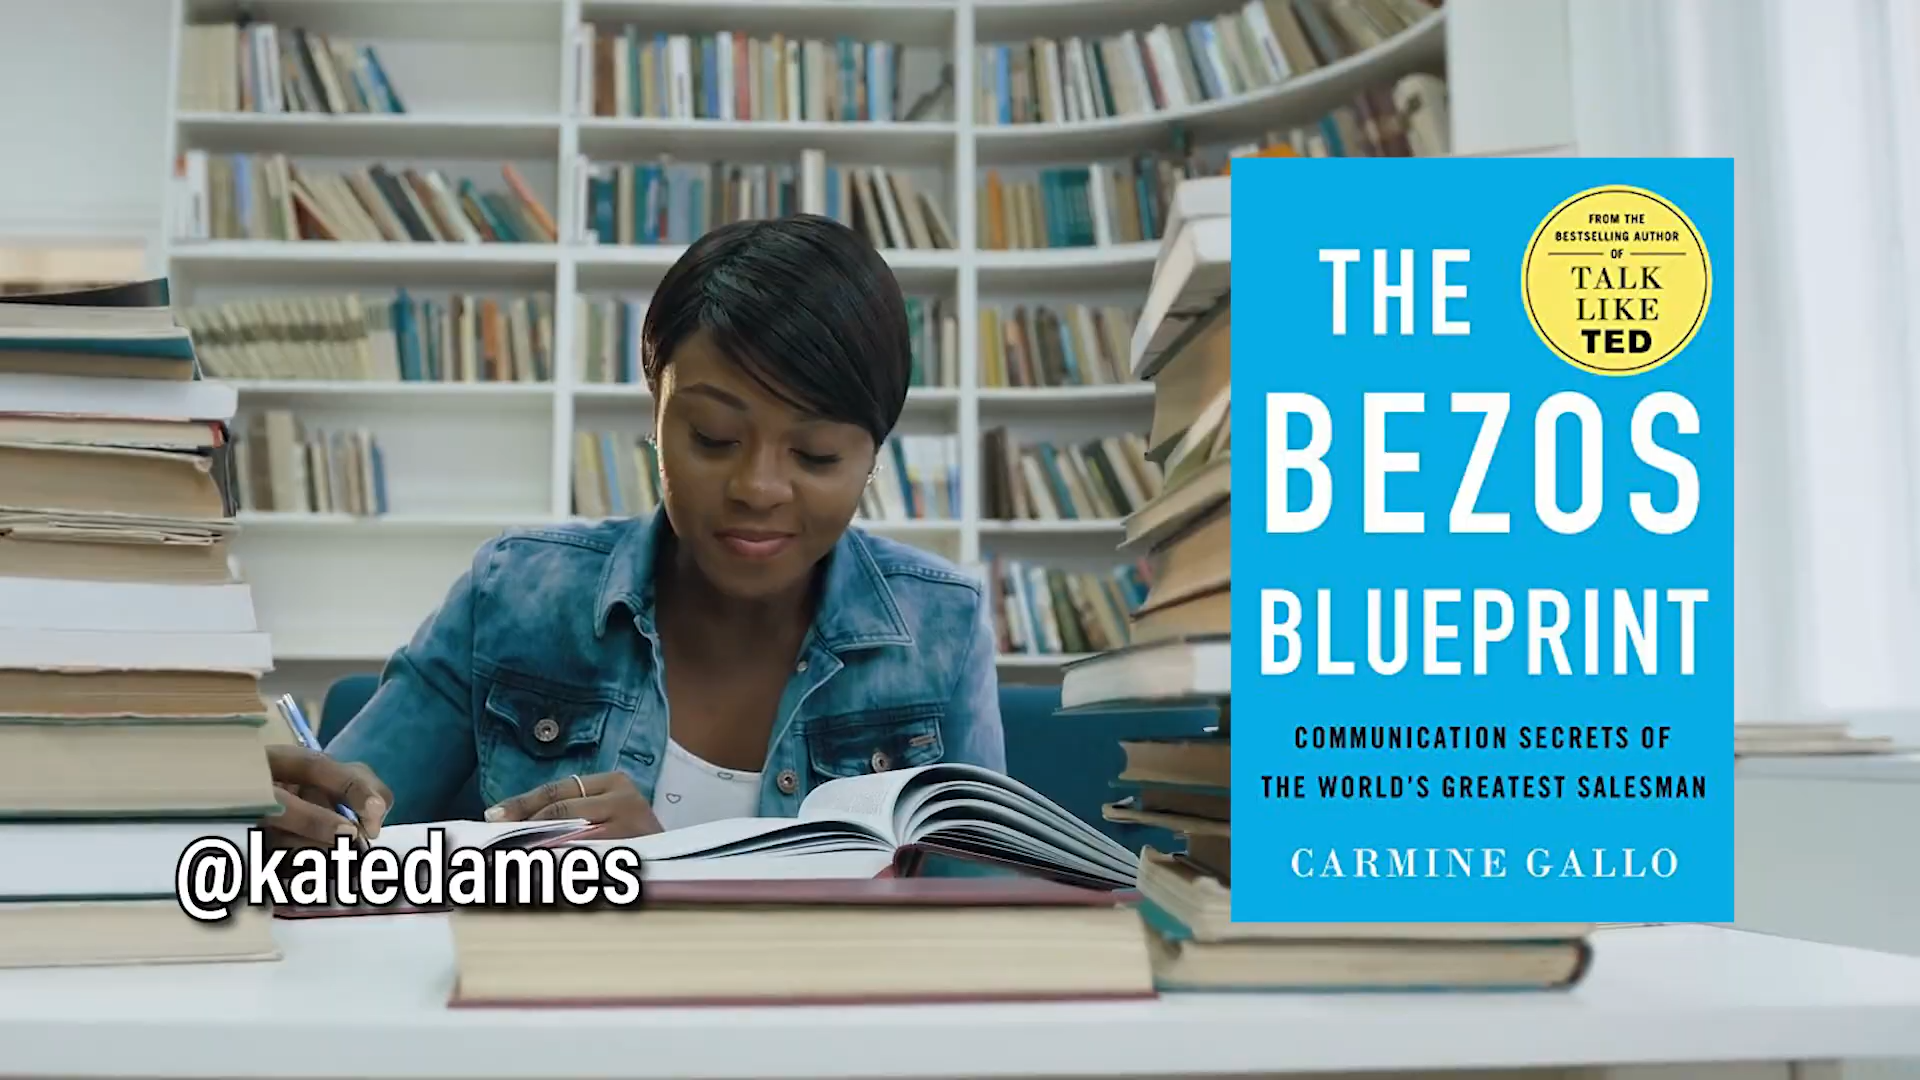 THE
BEZOS
BLUEPRINT
FROM THE
BESTSELLING AUTHOR
OF
TALK
LIKE
TED
COMMUNICATION SECRETS OF
THE WORLD'S GREATEST SALESMAN
CARMINE GALLO
@katedames